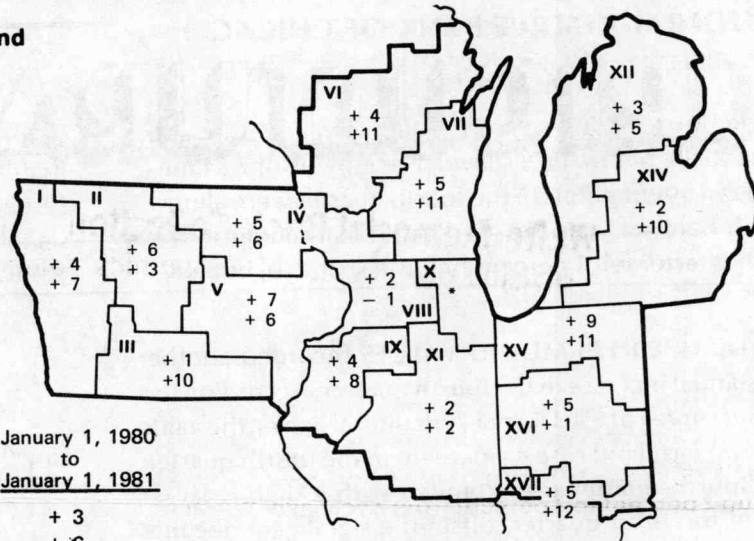 nd
XII
+ 3
+ 5
VI
+ 4
+11
VII
XIV
+ 2
+10
+ 5
+11
I
II
IV
+ 5
+ 6
+ 6
+ 3
+ 4
+ 7
V
+ 7
+ 6
X
*
+ 2
− 1
VIII
+ 9
+11
XV
III
+ 1
+10
IX
+ 4
+ 8
XI
+ 2
+ 2
XVI
+ 5
+ 1
XVII
+ 5
+12
January 1, 1980
to
January 1, 1981
+ 3